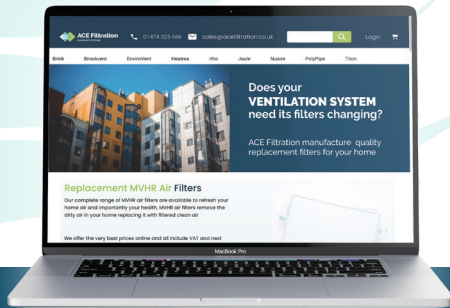 ACE Filtration
01474 325 666
sales@acefiltration.co.uk
Login
Brink Brookvent EnviroVent Heatrae Itho Joule Nuaire PolyPipe Titon
Does your
VENTILATION SYSTEM
need its filters changing?
ACE Filtration manufacture quality
replacement filters for your home
Replacement MVHR Air Filters
Our complete range of MVHR air filters are available to refresh your
home air and importantly your health. MVHR air filters remove the
dirty air in your home replacing it with filtered clean air
We offer the very best prices online and all include VAT and next
MacBook Pro